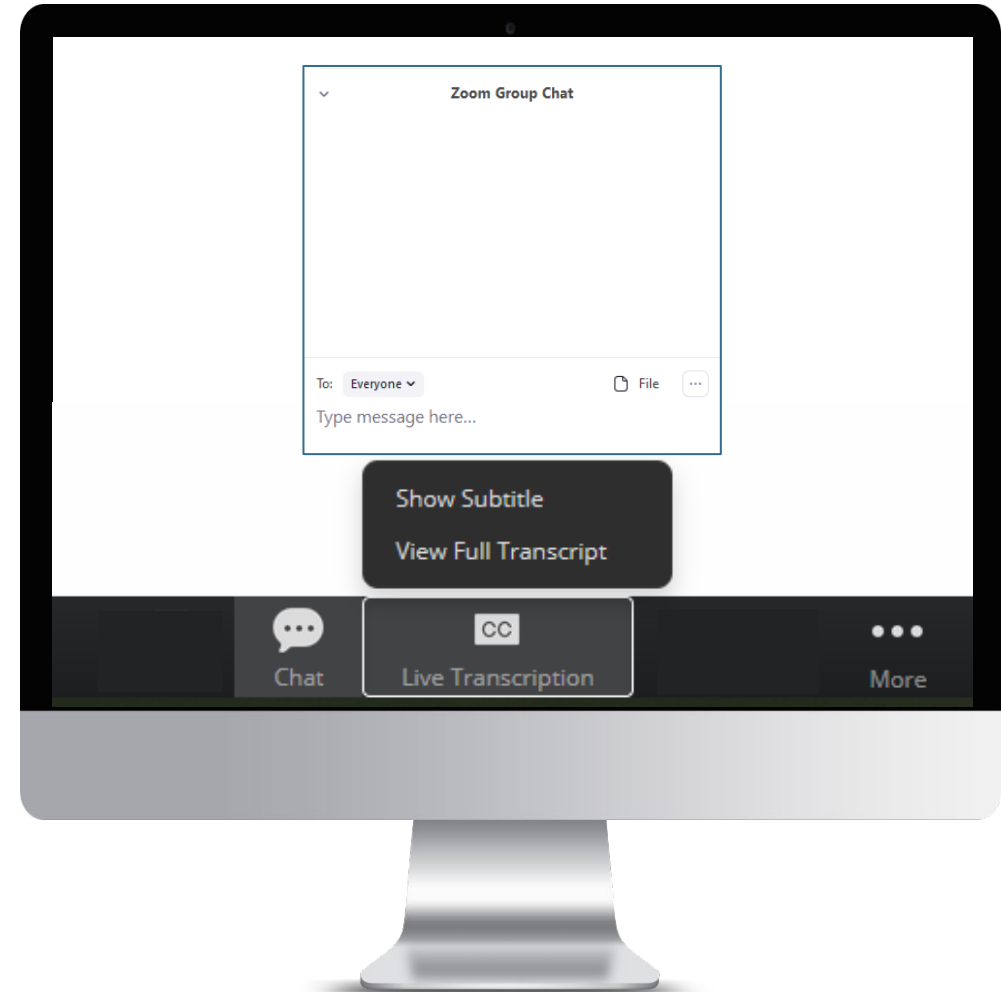 Zoom Group Chat
To: Everyone File
Type message here...
Show Subtitle
View Full Transcript
CC
Chat Live Transcription More